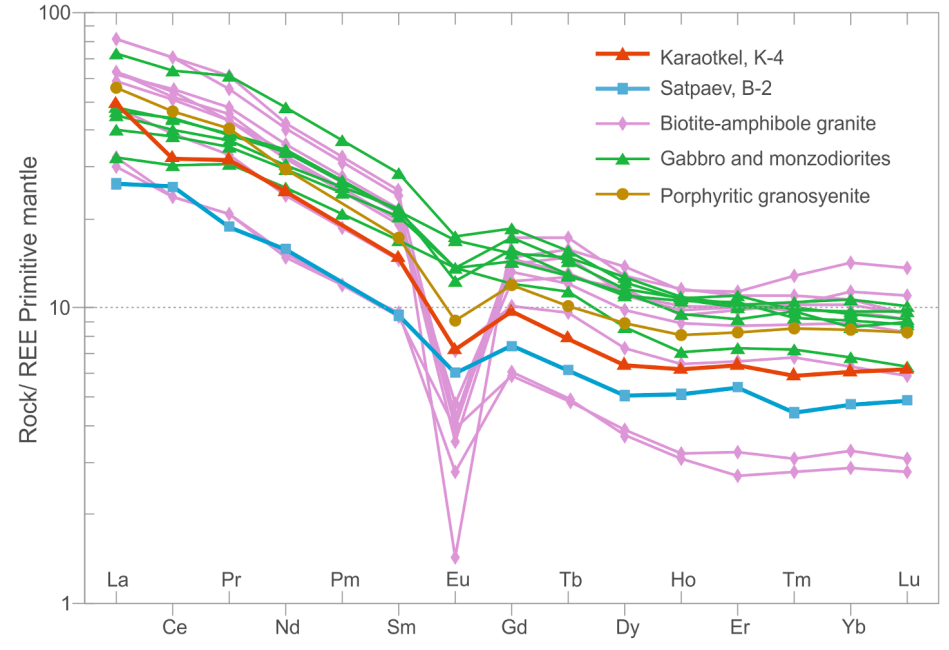 100
Karaotkel, K-4
Satpaev, B-2
Biotite-amphibole granite
Gabbro and monzodiorites
Porphyritic granosyenite
Rock/ REE Primitive mantle
10
La Pr Pm Eu Tb Ho Tm Lu
1
Ce Nd Sm Gd Dy Er Yb